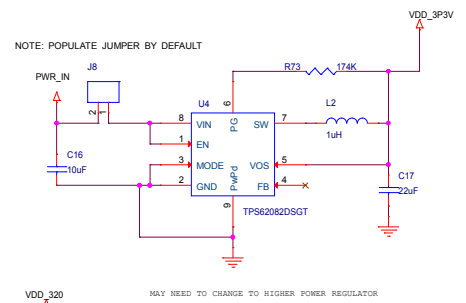 VDD_3P3V
NOTE: POPULATE JUMPER BY DEFAULT
J8
R73 174K
PWR_IN
2 1
U4
6
L2
8 VIN PG SW 7
1uH
1 EN
C16
10uF
3 MODE VOS 5
2 GND PwPd FB 4
C17
22uF
9
TPS62082DSGT
VDD_320
MAY NEED TO CHANGE TO HIGHER POWER REGULATOR